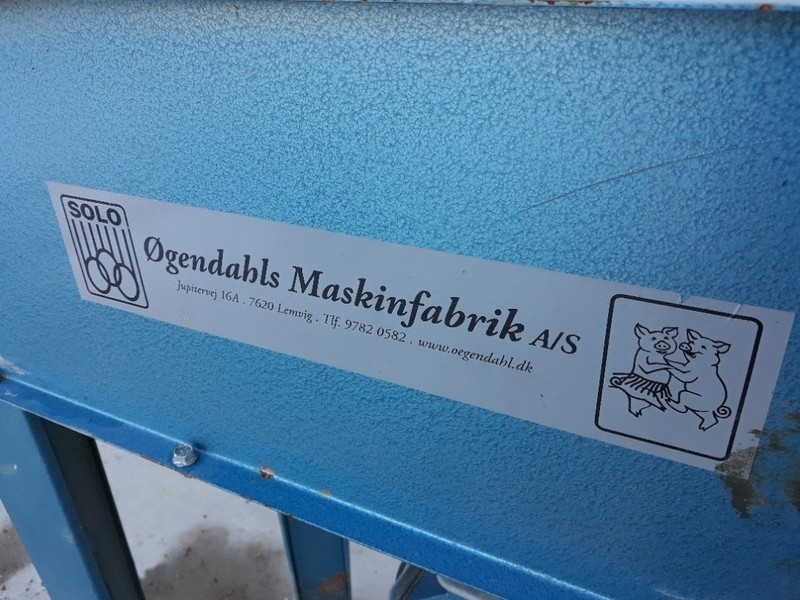 SOLO
Øgendahls Maskinfabrik A/S
Jupitervej 16A . 7620 Lemvig . Tlf. 9782 0582 . www.oegendahl.dk